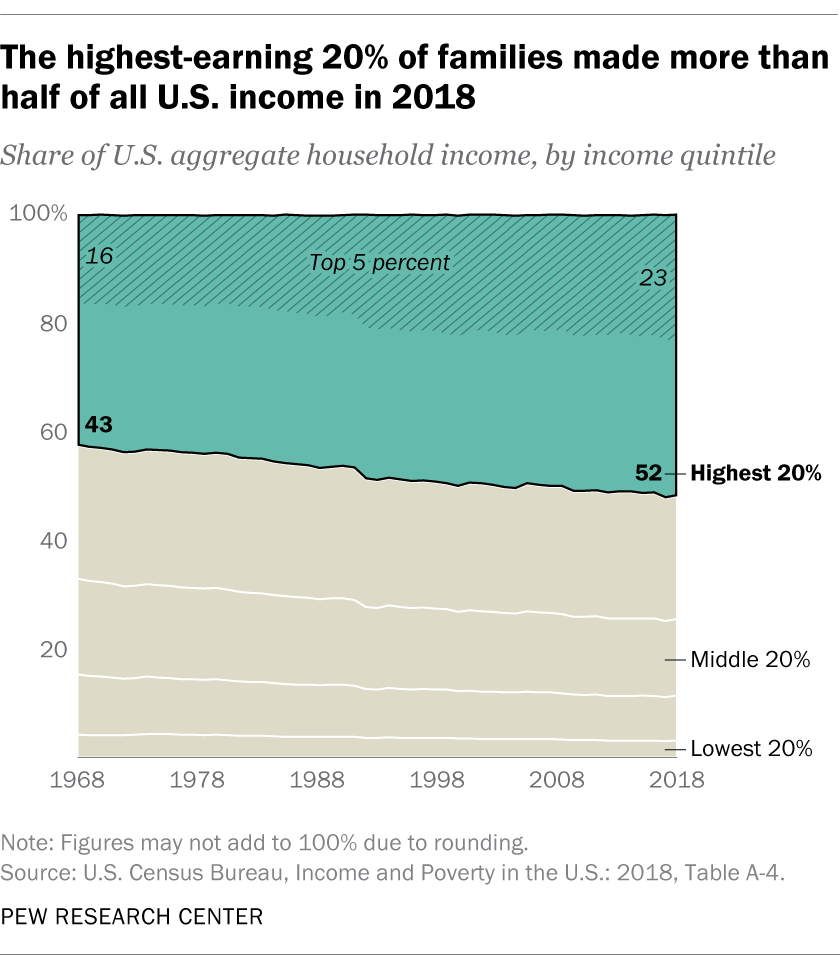 The highest-earning 20% of families made more than
half of all U.S. income in 2018
Share of U.S. aggregate household income, by income quintile
100%
16
Top 5 percent
23
80
43
60
52
Highest 20%
40
20
Middle 20%
Lowest 20%
1968 1978 1988 1998 2008 2018
Note: Figures may not add to 100% due to rounding.
Source: U.S. Census Bureau, Income and Poverty in the U.S.: 2018, Table A-4.
PEW RESEARCH CENTER